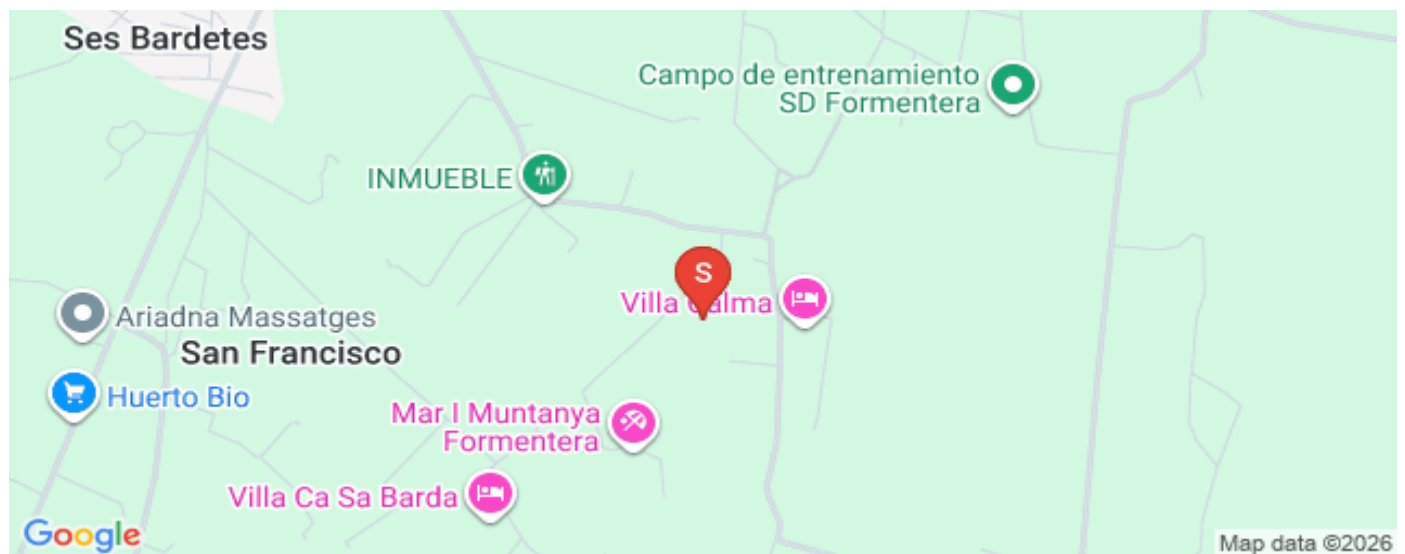 Ses Bardetes
Campo de entrenamiento
SD Formentera
INMUEBLE
S
Villa Calma
Ariadna Massatges
San Francisco
Huerto Bio
Mar I Muntanya
Formentera
Villa Ca Sa Barda
Google
Map data ©2026